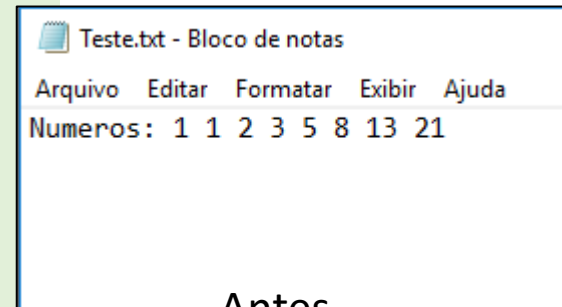 Teste.txt - Bloco de notas
Arquivo Editar Formatar Exibir Ajuda
Numeros: 1 1 2 3 5 8 13 21
Antes